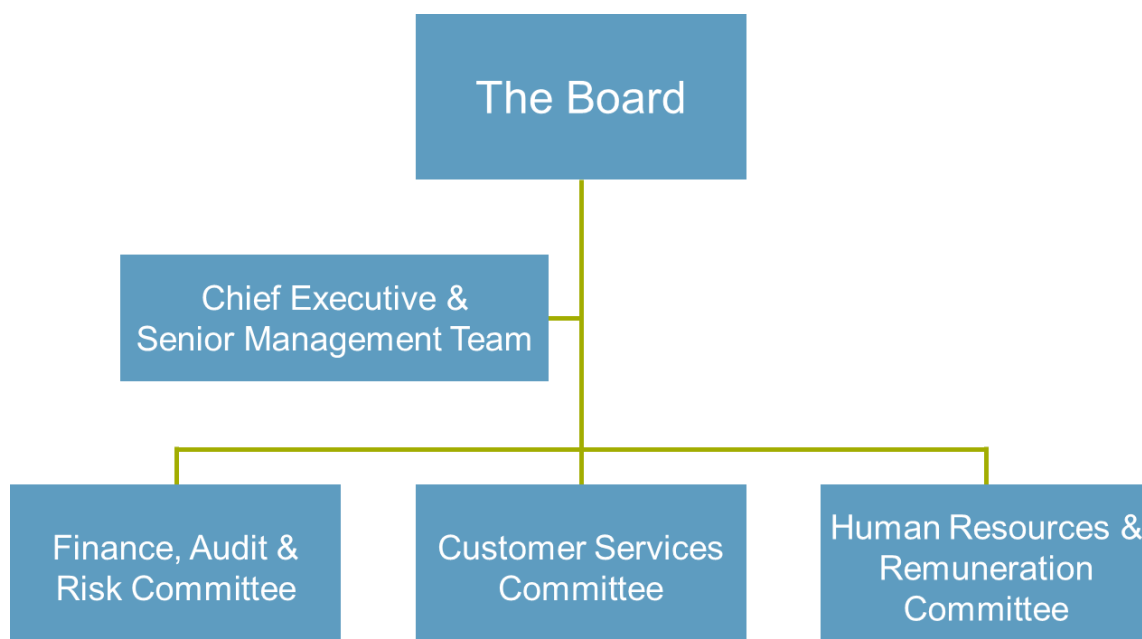 The Board
Chief Executive &
Senior Management Team
Finance, Audit &
Risk Committee
Customer Services
Committee
Human Resources &
Remuneration
Committee